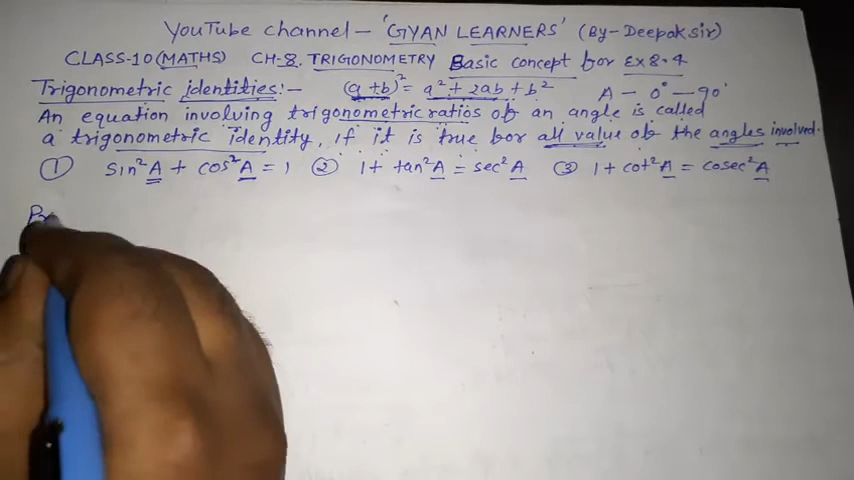 YouTube channel – 'GYAN LEARNERS' (By-Deepak sir)
CLASS-10 (MATHS) CH-8. TRIGONOMETRY Basic concept for Ex 8.4
Trigonometric identities:- (a+b)² = a² + 2ab + b² A – 0° – 90°
An equation involving trigonometric ratios of an angle is called
a trigonometric identity, if it is true for all value of the angles involved.
① sin²A + cos²A = 1 ② 1 + tan²A = sec²A ③ 1 + cot²A = cosec²A